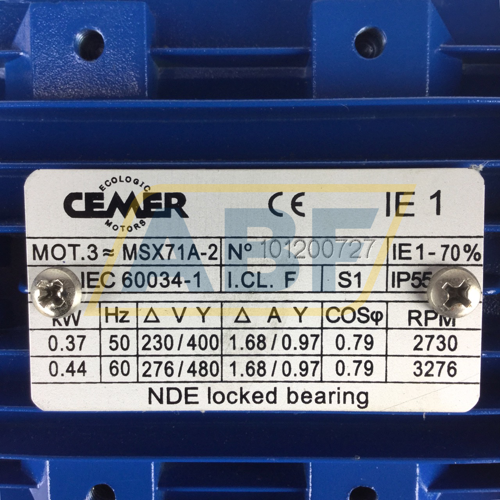 ECOLOGIC
CEMER
MOTORS
CE IE 1
MOT.3≈ MSX71A-2 N° 101200727 IE1-70%
IEC 60034-1 I.CL. F S1 IP55
kW Hz Δ V Y Δ A Y COSφ RPM
0.37 50 230/400 1.68/0.97 0.79 2730
0.44 60 276/480 1.68/0.97 0.79 3276
NDE locked bearing
ABF